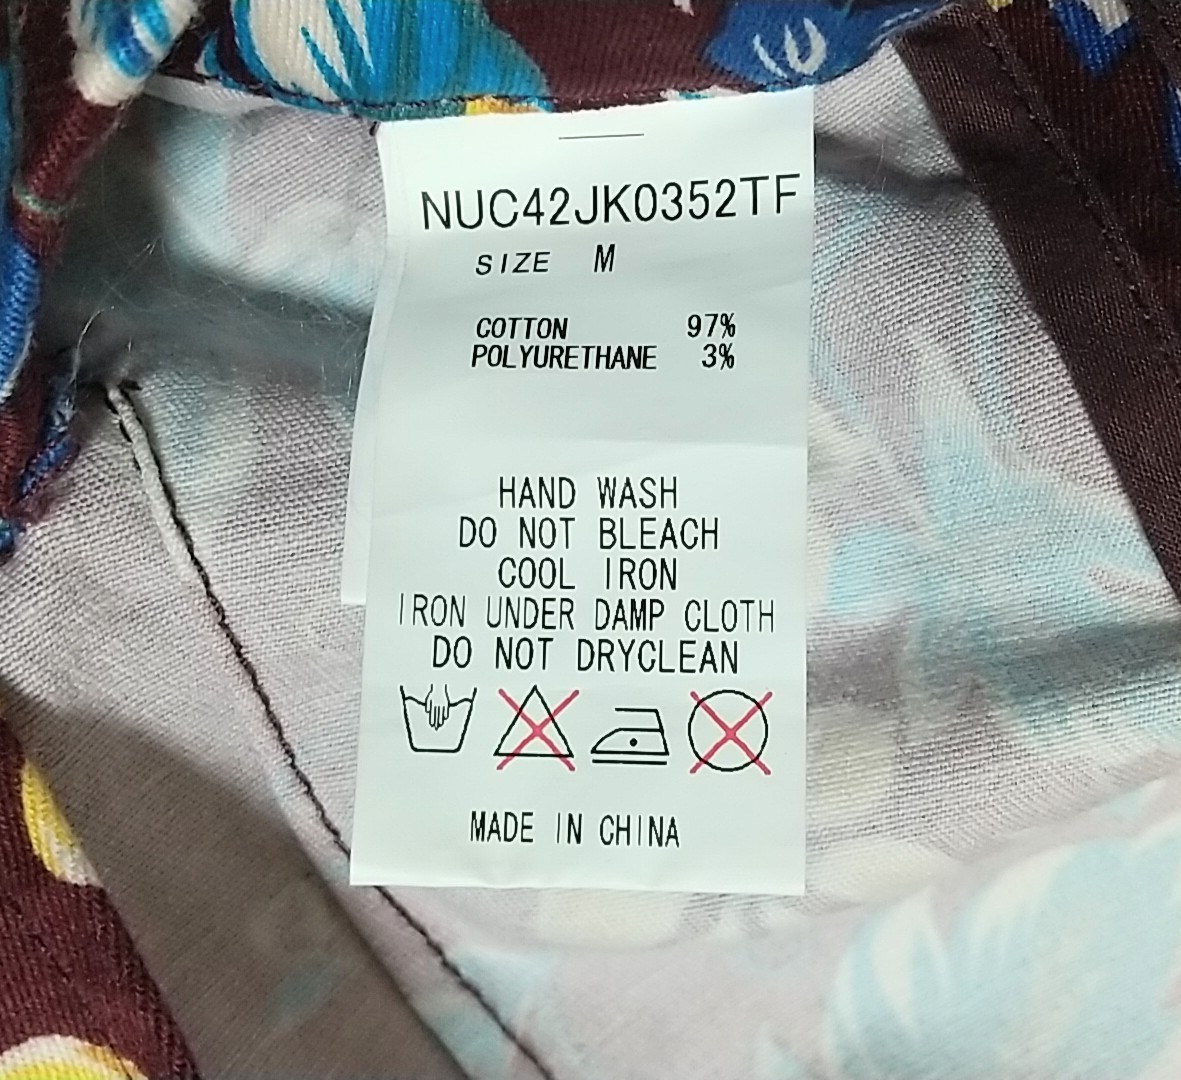 NUC42JK0352TF
SIZE M
COTTON 97%
POLYURETHANE 3%
HAND WASH
DO NOT BLEACH
COOL IRON
IRON UNDER DAMP CLOTH
DO NOT DRYCLEAN
MADE IN CHINA